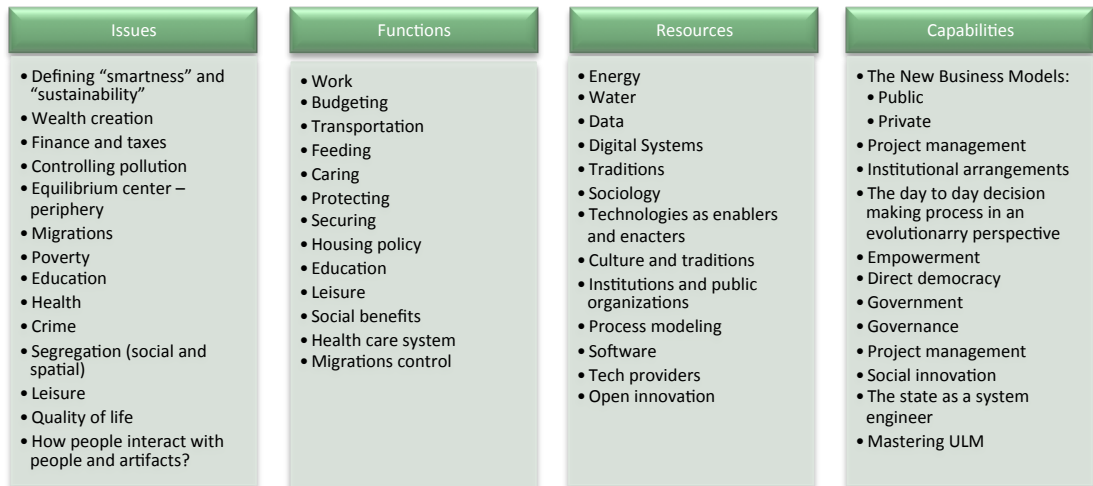 Issues
• Defining “smartness” and
“sustainability”
• Wealth creation
• Finance and taxes
• Controlling pollution
• Equilibrium center –
periphery
• Migrations
• Poverty
• Education
• Health
• Crime
• Segregation (social and
spatial)
• Leisure
• Quality of life
• How people interact with
people and artifacts?
Functions
• Work
• Budgeting
• Transportation
• Feeding
• Caring
• Protecting
• Securing
• Housing policy
• Education
• Leisure
• Social benefits
• Health care system
• Migrations control
Resources
• Energy
• Water
• Data
• Digital Systems
• Traditions
• Sociology
• Technologies as enablers
and enacters
• Culture and traditions
• Institutions and public
organizations
• Process modeling
• Software
• Tech providers
• Open innovation
Capabilities
• The New Business Models:
• Public
• Private
• Project management
• Institutional arrangements
• The day to day decision
making process in an
evolutionarry perspective
• Empowerment
• Direct democracy
• Government
• Governance
• Project management
• Social innovation
• The state as a system
engineer
• Mastering ULM